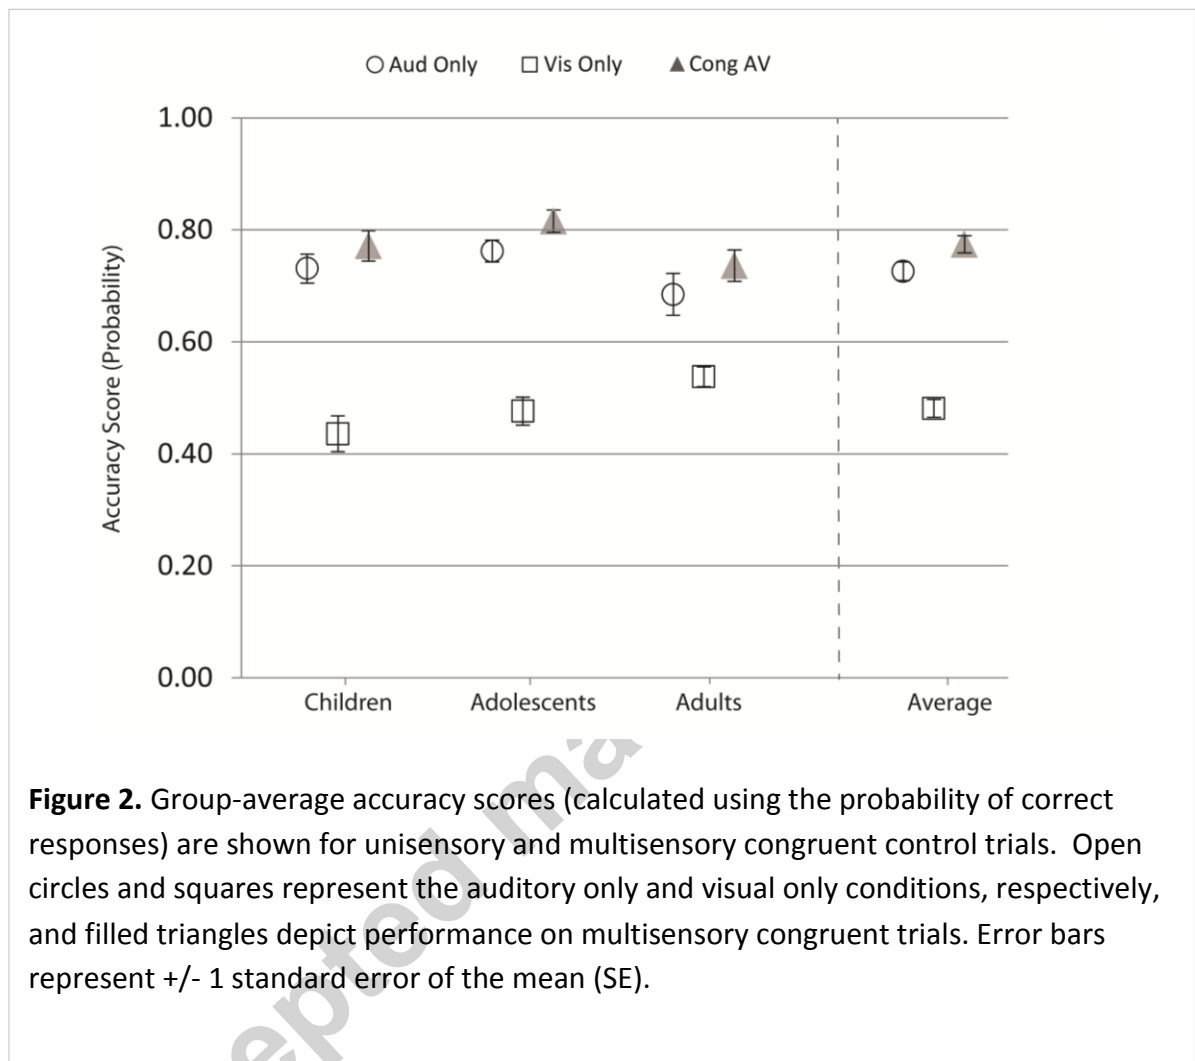 Aud Only Vis Only Cong AV
1.00
0.80
0.60
0.40
0.20
0.00
Accuracy Score (Probability)
Children Adolescents Adults Average
Figure 2. Group-average accuracy scores (calculated using the probability of correct
responses) are shown for unisensory and multisensory congruent control trials.  Open
circles and squares represent the auditory only and visual only conditions, respectively,
and filled triangles depict performance on multisensory congruent trials. Error bars
represent +/- 1 standard error of the mean (SE).
epted ma